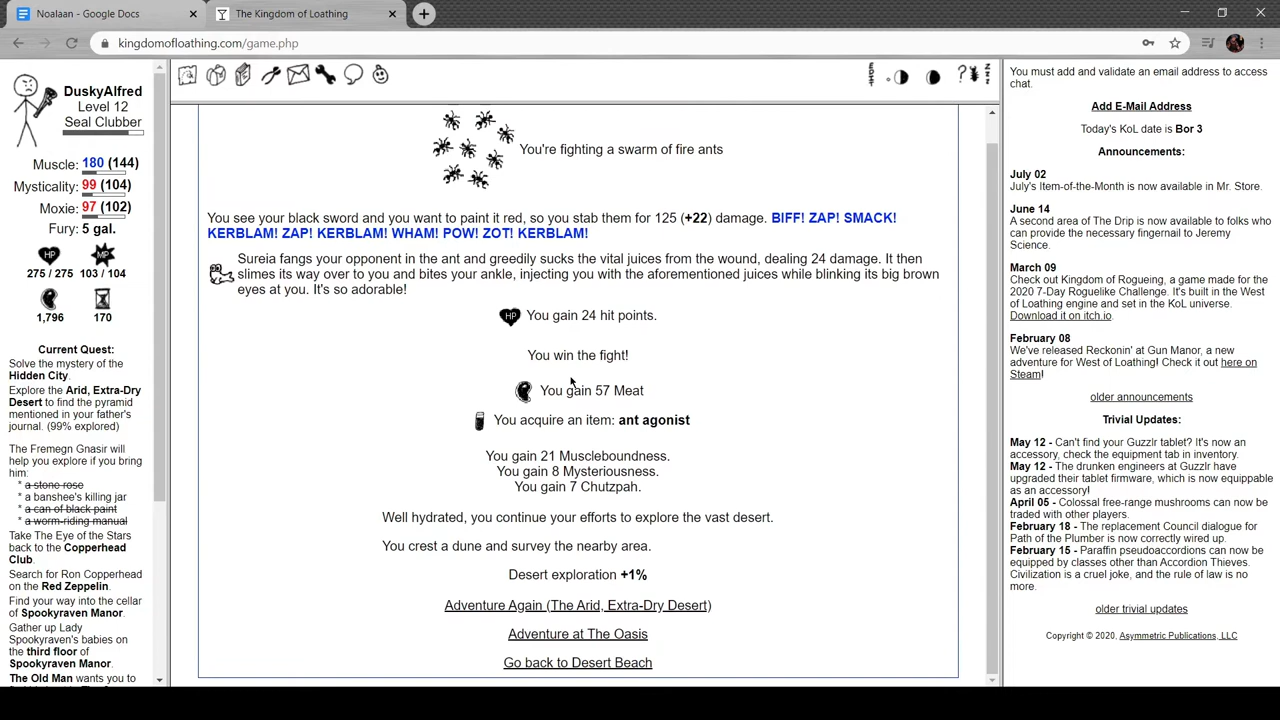 Noalaan - Google Docs
The Kingdom of Loathing
kingdomofloathing.com/game.php
DuskyAlfred
Level 12
Seal Clubber
Muscle: 180 (144)
Mysticality: 99 (104)
Moxie: 97 (102)
Fury: 5 gal.
HP
MP
275 / 275 103 / 104
1,796 170
Current Quest:
Solve the mystery of the
Hidden City.
Explore the Arid, Extra-Dry
Desert to find the pyramid
mentioned in your father's
journal. (99% explored)
The Fremegn Gnasir will
help you explore if you bring
him:
* a stone rose
* a banshee's killing jar
* a can of black paint
* a worm-riding manual
Take The Eye of the Stars
back to the Copperhead
Club.
Search for Ron Copperhead
on the Red Zeppelin.
Find your way into the cellar
of Spookyraven Manor.
Gather up Lady
Spookyraven's babies on
the third floor of
Spookyraven Manor.
The Old Man wants you to
You're fighting a swarm of fire ants
You see your black sword and you want to paint it red, so you stab them for 125 (+22) damage. BIFF! ZAP! SMACK!
KERBLAM! ZAP! KERBLAM! WHAM! POW! ZOT! KERBLAM!
Sureia fangs your opponent in the ant and greedily sucks the vital juices from the wound, dealing 24 damage. It then
slimes its way over to you and bites your ankle, injecting you with the aforementioned juices while blinking its big brown
eyes at you. It's so adorable!
HP You gain 24 hit points.
You win the fight!
You gain 57 Meat
You acquire an item: ant agonist
You gain 21 Muscleboundness.
You gain 8 Mysteriousness.
You gain 7 Chutzpah.
Well hydrated, you continue your efforts to explore the vast desert.
You crest a dune and survey the nearby area.
Desert exploration +1%
Adventure Again (The Arid, Extra-Dry Desert)
Adventure at The Oasis
Go back to Desert Beach
You must add and validate an email address to access
chat.
Add E-Mail Address
Today's KoL date is Bor 3
Announcements:
July 02
July's Item-of-the-Month is now available in Mr. Store.
June 14
A second area of The Drip is now available to folks who
can provide the necessary fingernail to Jeremy
Science.
March 09
Check out Kingdom of Rogueing, a game made for the
2020 7-Day Roguelike Challenge. It's built in the West
of Loathing engine and set in the KoL universe.
Download it on itch.io.
February 08
We've released Reckonin' at Gun Manor, a new
adventure for West of Loathing! Check it out here on
Steam!
older announcements
Trivial Updates:
May 12 - Can't find your Guzzlr tablet? It's now an
accessory, check the equipment tab in inventory.
May 12 - The drunken engineers at Guzzlr have
upgraded their tablet firmware, which is now equippable
as an accessory!
April 05 - Colossal free-range mushrooms can now be
traded with other players.
February 18 - The replacement Council dialogue for
Path of the Plumber is now correctly wired up.
February 15 - Paraffin pseudoaccordions can now be
equipped by classes other than Accordion Thieves.
Civilization is a cruel joke, and the rule of law is no
more.
older trivial updates
Copyright © 2020, Asymmetric Publications, LLC